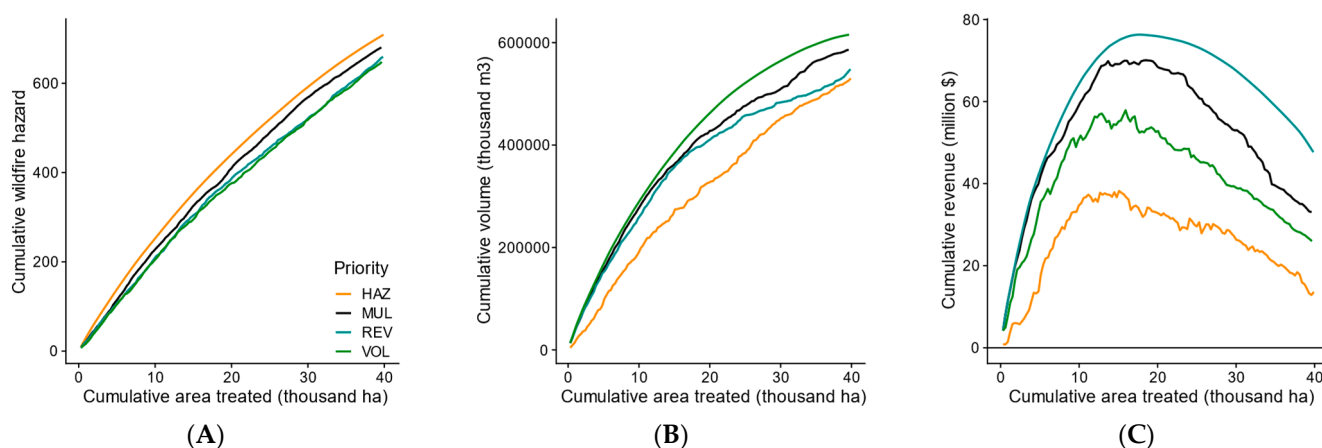 Cumulative wildfire hazard
600
400
200
0
0 10 20 30 40
Cumulative area treated (thousand ha)
Priority
HAZ
MUL
REV
VOL
(A)
Cumulative volume (thousand m3)
600000
400000
200000
0
0 10 20 30 40
Cumulative area treated (thousand ha)
(B)
Cumulative revenue (million $)
80
60
40
20
0
0 10 20 30 40
Cumulative area treated (thousand ha)
(C)